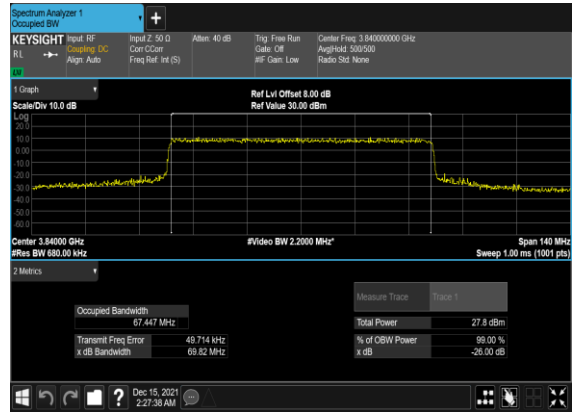 Spectrum Analyzer 1
Occupied BW
+
KEYSIGHT Input: RF Input Z: 50 Ω Atten: 40 dB Trig: Free Run Center Freq: 3.840000000 GHz
RL Coupling: DC Corr CCorr Gate: Off Avg|Hold: 500/500
Align: Auto Freq Ref: Int (S) #IF Gain: Low Radio Std: None
LW
1 Graph
Ref Lvl Offset 8.00 dB
Scale/Div 10.0 dB Ref Value 30.00 dBm
Log
20.0
10.0
0.00
-10.0
-20.0
-30.0
-40.0
-50.0
-60.0
Center 3.84000 GHz #Video BW 2.2000 MHz* Span 140 MHz
#Res BW 680.00 kHz Sweep 1.00 ms (1001 pts)
2 Metrics
Measure Trace Trace 1
Occupied Bandwidth
67.447 MHz Total Power 27.8 dBm
Transmit Freq Error 49.714 kHz % of OBW Power 99.00 %
x dB Bandwidth 69.82 MHz x dB -26.00 dB
? Dec 15, 2021
2:27:38 AM